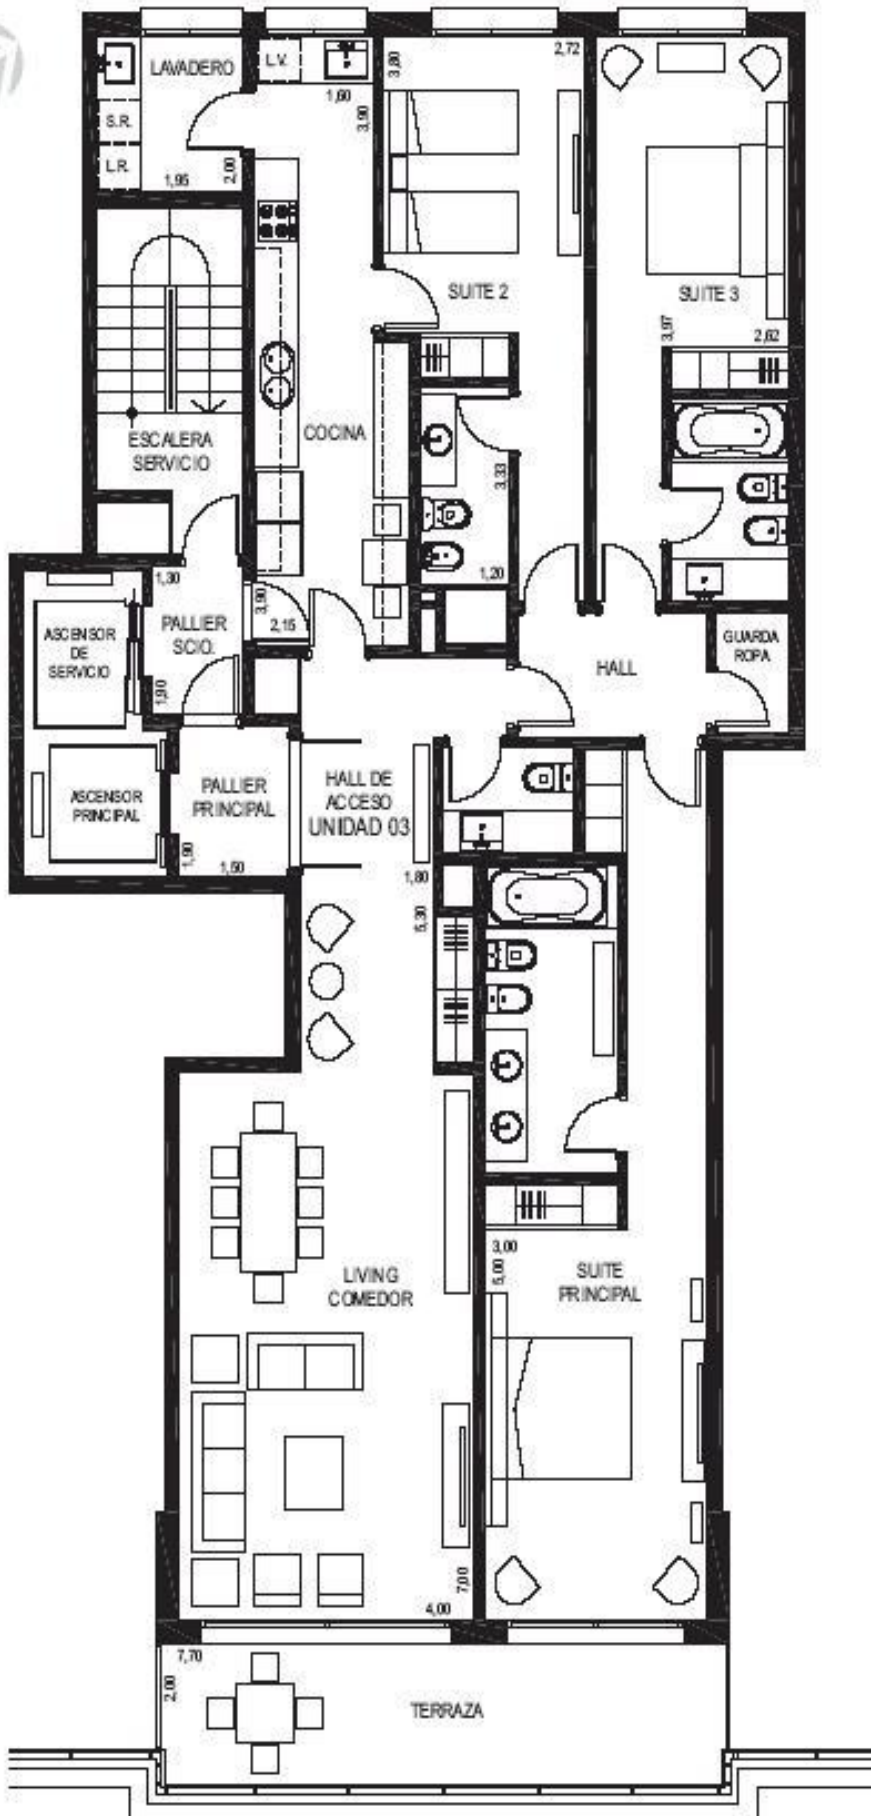 LAVADERO
L.V.
S.R.
L.R.
1,95
2,00
1,60
3,90
3,80
2,72
SUITE 2
SUITE 3
3,97
2,62
ESCALERA
SERVICIO
COCINA
3,33
1,20
1,30
PALLIER
SCIO.
1,90
3,90
2,15
ASCENSOR
DE
SERVICIO
HALL
GUARDA
ROPA
ASCENSOR
PRINCIPAL
PALLIER
PRINCIPAL
1,90
1,50
HALL DE
ACCESO
UNIDAD 03
1,80
5,30
LIVING
COMEDOR
3,00
5,00
SUITE
PRINCIPAL
7,00
4,00
7,70
2,00
TERRAZA